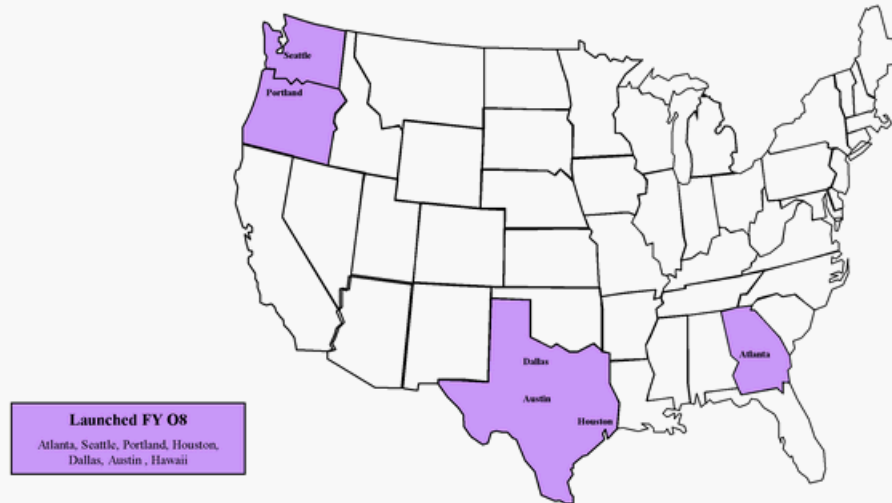 Seattle
Portland
Dallas
Atlanta
Austin
Houston
Launched FY O8
Atlanta, Seattle, Portland, Houston,
Dallas, Austin , Hawaii